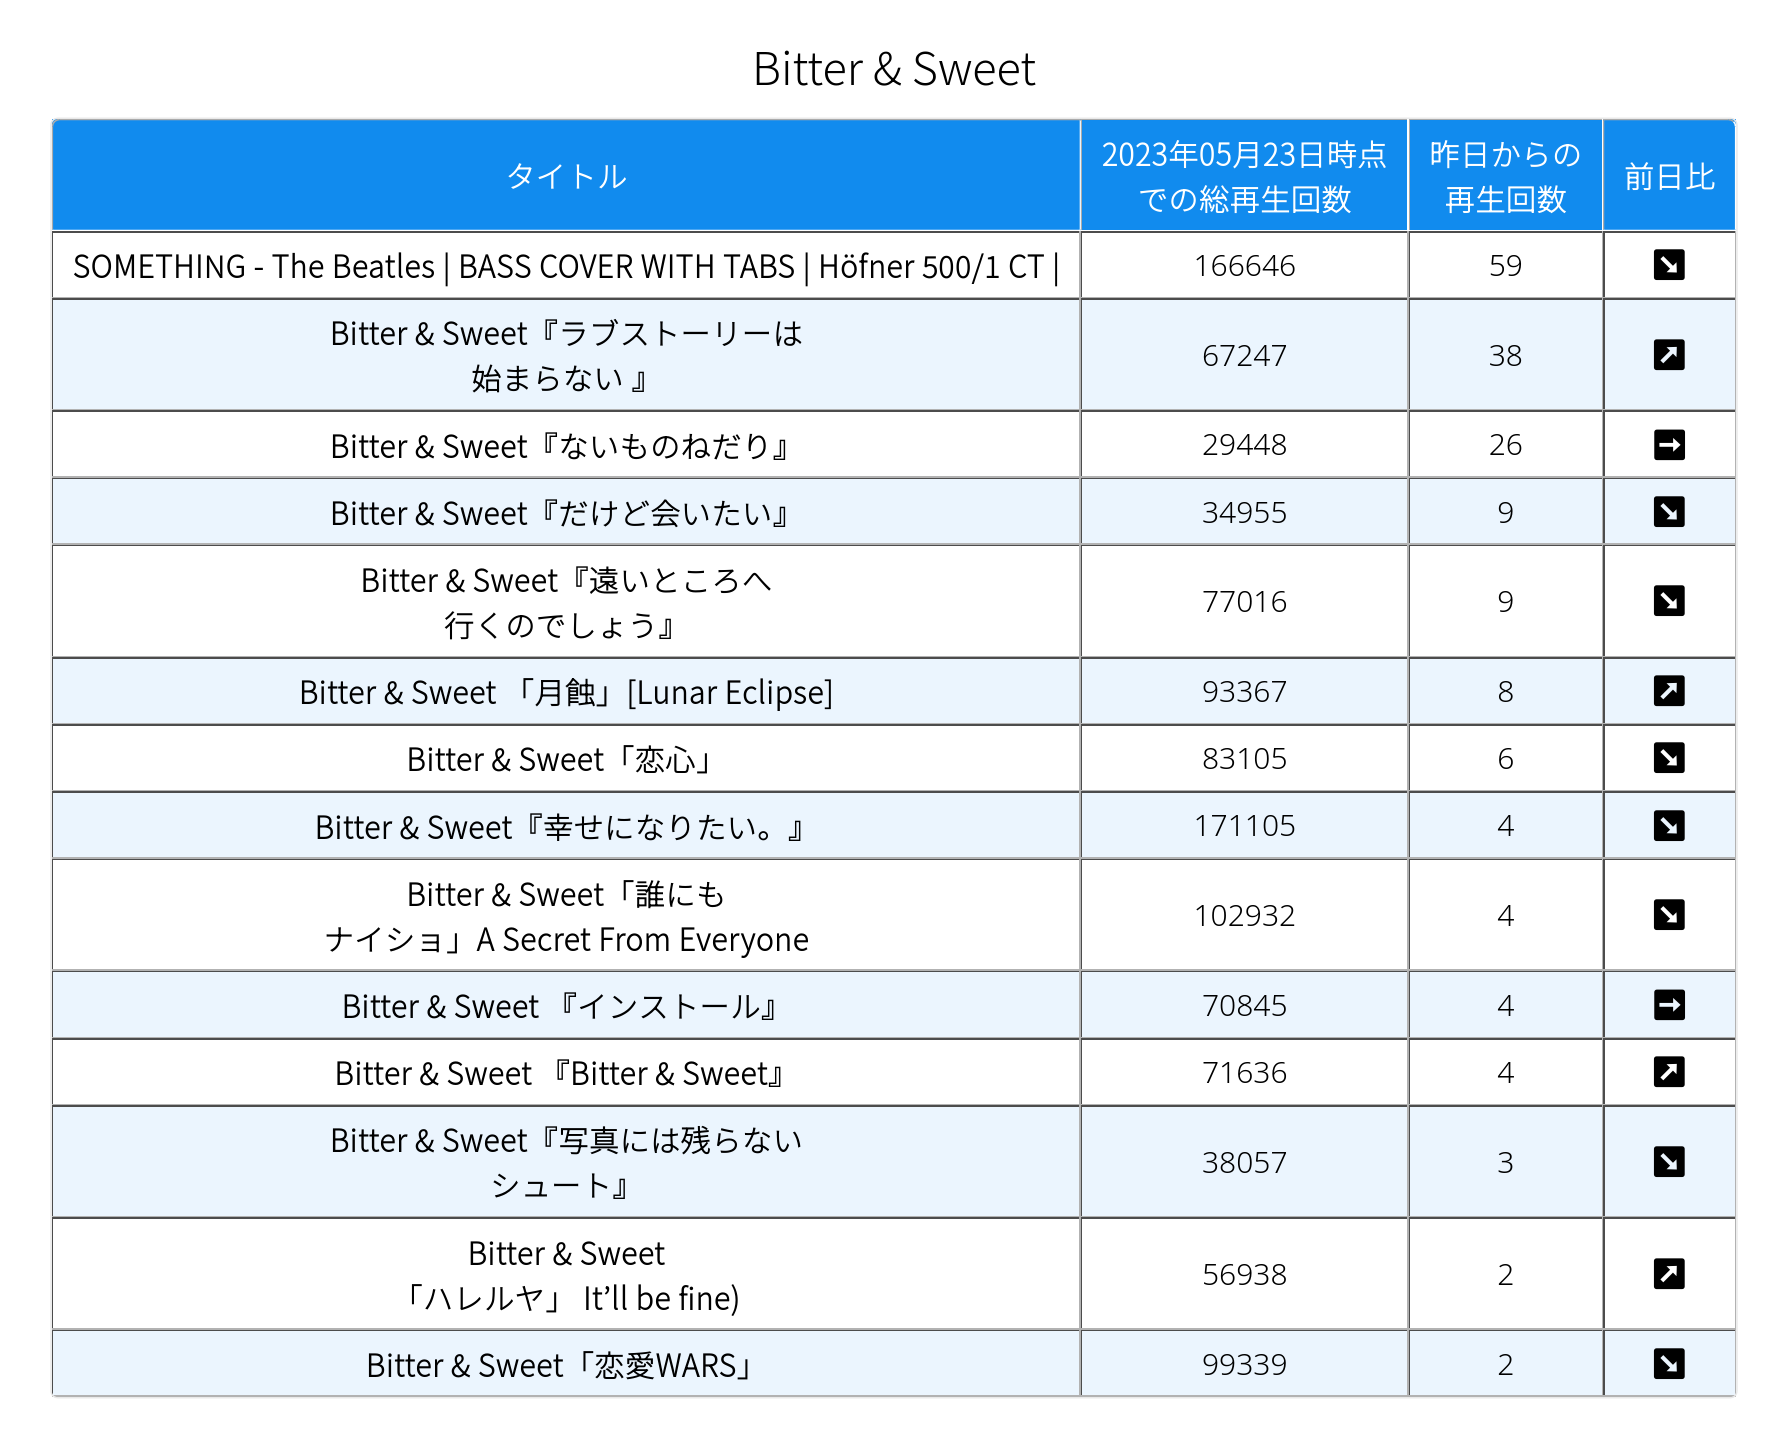 Bitter & Sweet
タイトル
2023年05月23日時点
での総再生回数
昨日からの
再生回数
前日比
SOMETHING - The Beatles | BASS COVER WITH TABS | Höfner 500/1 CT |
166646
59
Bitter & Sweet『ラブストーリーは
始まらない 』
67247
38
Bitter & Sweet『ないものねだり』
29448
26
Bitter & Sweet『だけど会いたい』
34955
9
Bitter & Sweet『遠いところへ
行くのでしょう』
77016
9
Bitter & Sweet 「月蝕」[Lunar Eclipse]
93367
8
Bitter & Sweet「恋心」
83105
6
Bitter & Sweet『幸せになりたい。』
171105
4
Bitter & Sweet「誰にも
ナイショ」A Secret From Everyone
102932
4
Bitter & Sweet 『インストール』
70845
4
Bitter & Sweet 『Bitter & Sweet』
71636
4
Bitter & Sweet『写真には残らない
シュート』
38057
3
Bitter & Sweet
「ハレルヤ」 It’ll be fine)
56938
2
Bitter & Sweet「恋愛WARS」
99339
2